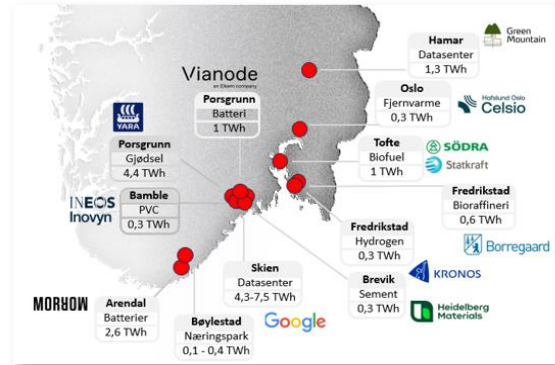 Green
Mountain
Hamar
Datasenter
1,3 TWh
Vianode
an Elkem company
Oslo
Fjernvarme
0,3 TWh
Hafslund Oslo
Celsio
Porsgrunn
Batteri
1 TWh
YARA
Porsgrunn
Gjødsel
4,4 TWh
Tofte
Biofuel
1 TWh
SÖDRA
Statkraft
INEOS
Inovyn
Bamble
PVC
0,3 TWh
Fredrikstad
Bioraffineri
0,6 TWh
Borregaard
Fredrikstad
Hydrogen
0,3 TWh
KRONOS
Skien
Datasenter
4,3-7,5 TWh
Google
Brevik
Sement
0,3 TWh
Heidelberg
Materials
MORROW
Arendal
Batterier
2,6 TWh
Bøylestad
Næringspark
0,1 - 0,4 TWh